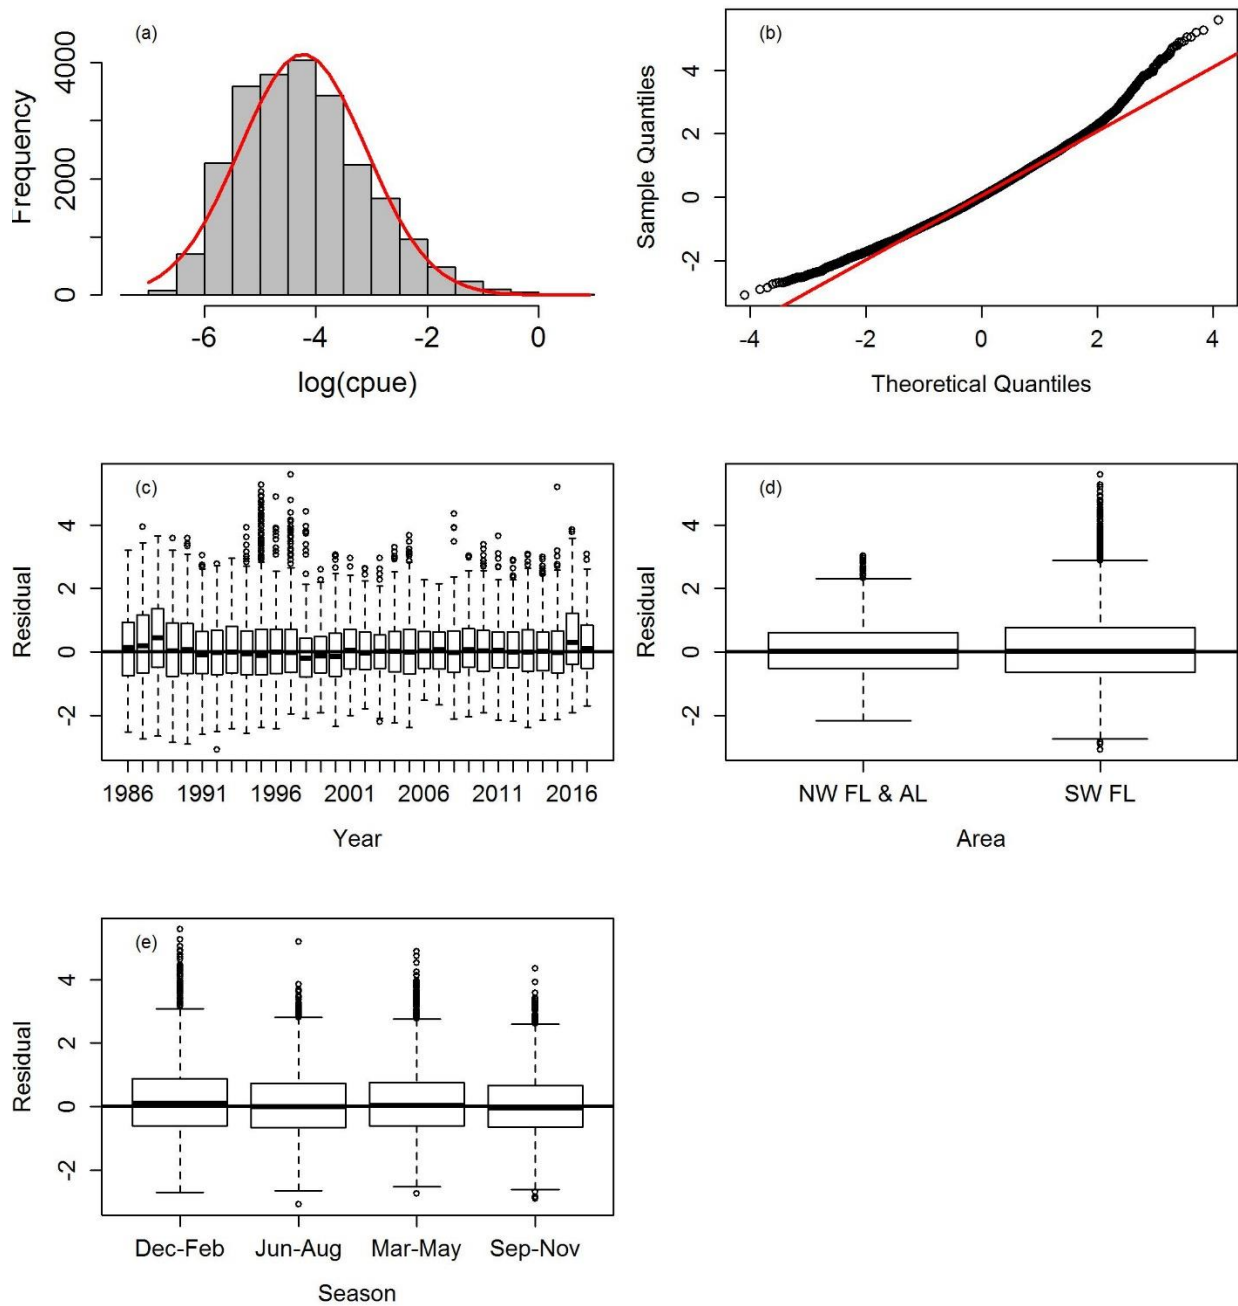 (a)
Frequency
4000
2000
0
-6 -4 -2 0
log(cpue)
(b)
Sample Quantiles
4
2
0
-2
-4 -2 0 2 4
Theoretical Quantiles
(c)
Residual
4
2
0
-2
1986 1991 1996 2001 2006 2011 2016
Year
(d)
Residual
4
2
0
-2
NW FL & AL SW FL
Area
(e)
Residual
4
2
0
-2
Dec-Feb Jun-Aug Mar-May Sep-Nov
Season